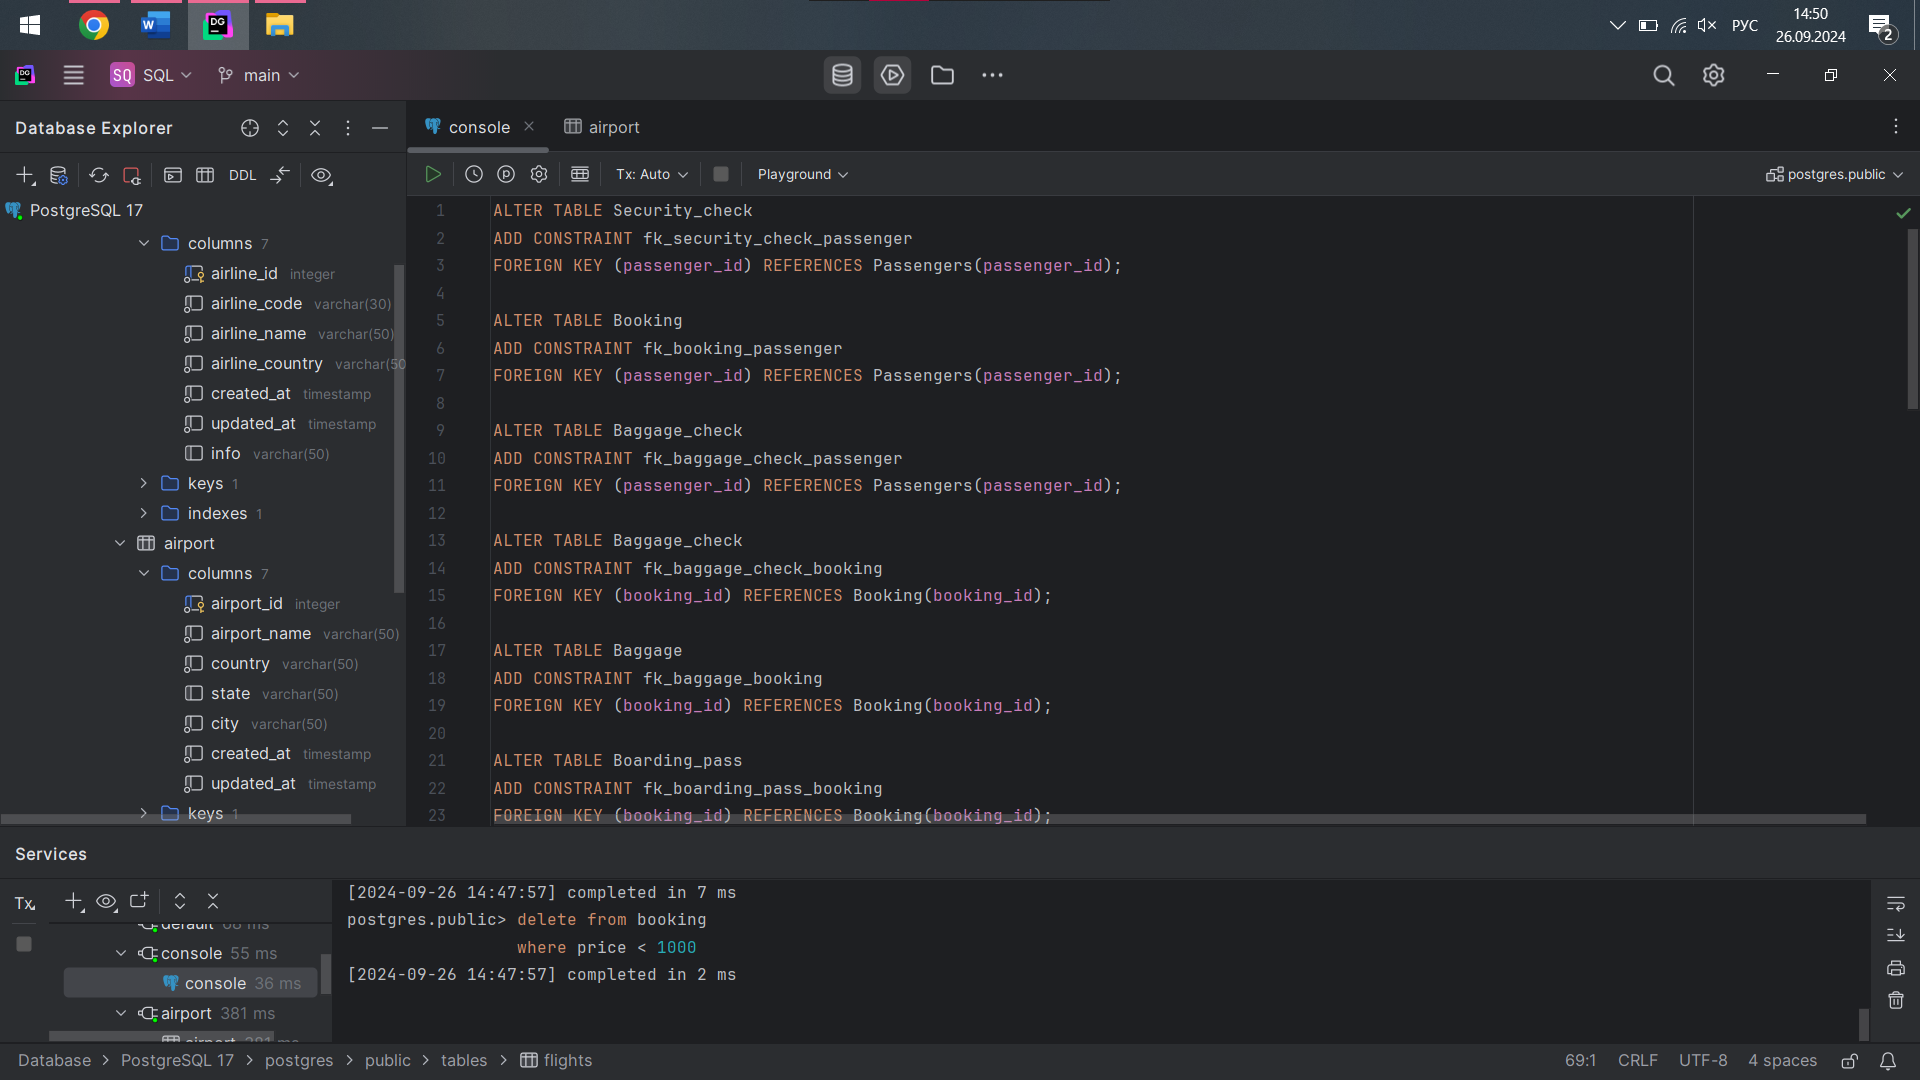 14:50
РУС
26.09.2024
2
SQ SQL
main
Database Explorer
console
airport
DDL
Tx: Auto
Playground
postgres.public
PostgreSQL 17
columns 7
airline_id integer
airline_code varchar(30)
airline_name varchar(50)
airline_country varchar(50
created_at timestamp
updated_at timestamp
info varchar(50)
keys 1
indexes 1
airport
columns 7
airport_id integer
airport_name varchar(50)
country varchar(50)
state varchar(50)
city varchar(50)
created_at timestamp
updated_at timestamp
keys 1
1 ALTER TABLE Security_check
2 ADD CONSTRAINT fk_security_check_passenger
3 FOREIGN KEY (passenger_id) REFERENCES Passengers(passenger_id);
4
5 ALTER TABLE Booking
6 ADD CONSTRAINT fk_booking_passenger
7 FOREIGN KEY (passenger_id) REFERENCES Passengers(passenger_id);
8
9 ALTER TABLE Baggage_check
10 ADD CONSTRAINT fk_baggage_check_passenger
11 FOREIGN KEY (passenger_id) REFERENCES Passengers(passenger_id);
12
13 ALTER TABLE Baggage_check
14 ADD CONSTRAINT fk_baggage_check_booking
15 FOREIGN KEY (booking_id) REFERENCES Booking(booking_id);
16
17 ALTER TABLE Baggage
18 ADD CONSTRAINT fk_baggage_booking
19 FOREIGN KEY (booking_id) REFERENCES Booking(booking_id);
20
21 ALTER TABLE Boarding_pass
22 ADD CONSTRAINT fk_boarding_pass_booking
23 FOREIGN KEY (booking_id) REFERENCES Booking(booking_id);
Services
Tx
default 68 ms
console 55 ms
console 36 ms
airport 381 ms
airport 381 ms
[2024-09-26 14:47:57] completed in 7 ms
postgres.public> delete from booking
where price < 1000
[2024-09-26 14:47:57] completed in 2 ms
Database > PostgreSQL 17 > postgres > public > tables > flights
69:1 CRLF UTF-8 4 spaces